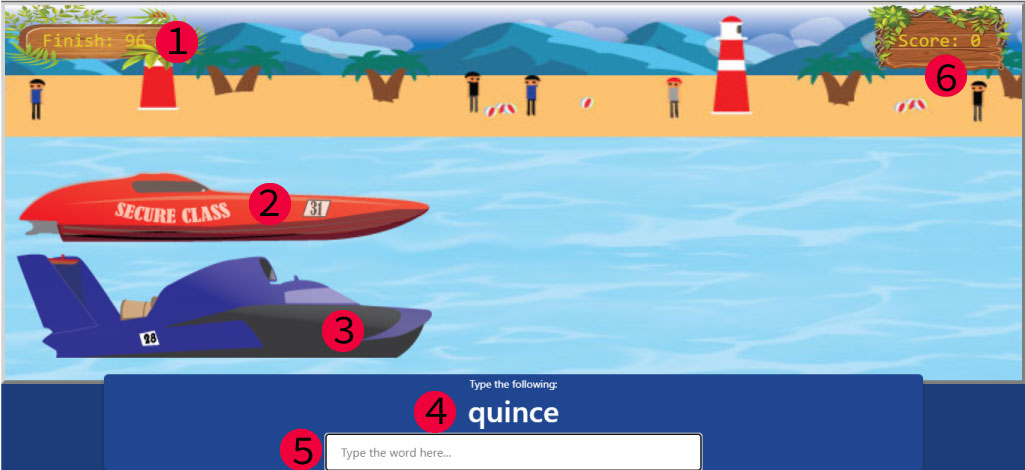 Finish: 96
1
Score: 0
6
SECURE CLASS
2
31
3
28
Type the following:
4
quince
5
Type the word here...